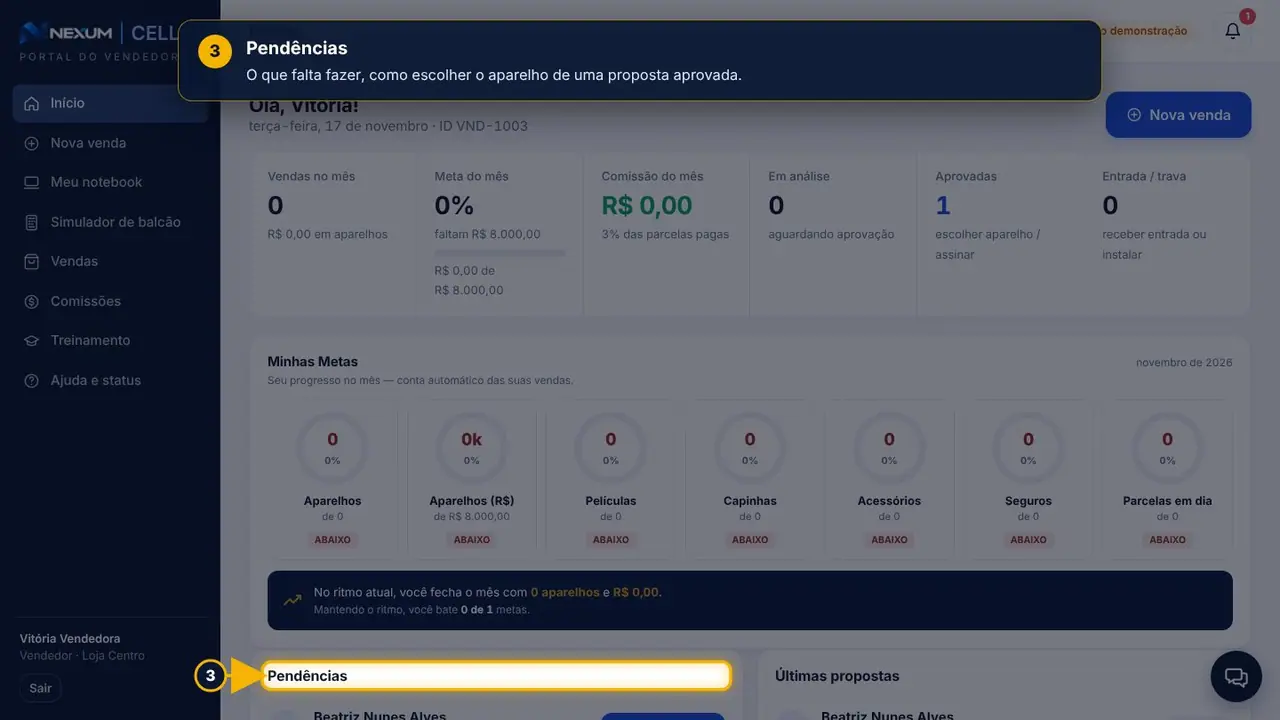 NEXUM | CELL
PORTAL DO VENDEDOR
Início
Nova venda
Meu notebook
Simulador de balcão
Vendas
Comissões
Treinamento
Ajuda e status
Vitória Vendedora
Vendedor · Loja Centro
Sair
3
Pendências
O que falta fazer, como escolher o aparelho de uma proposta aprovada.
demonstração
1
Olá, Vitória!
terça-feira, 17 de novembro · ID VND-1003
Nova venda
Vendas no mês
0
R$ 0,00 em aparelhos
Meta do mês
0%
faltam R$ 8.000,00
R$ 0,00 de
R$ 8.000,00
Comissão do mês
R$ 0,00
3% das parcelas pagas
Em análise
0
aguardando aprovação
Aprovadas
1
escolher aparelho /
assinar
Entrada / trava
0
receber entrada ou
instalar
Minhas Metas
novembro de 2026
Seu progresso no mês — conta automático das suas vendas.
0
0%
Aparelhos
de 0
ABAIXO
0k
0%
Aparelhos (R$)
de R$ 8.000,00
ABAIXO
0
0%
Películas
de 0
ABAIXO
0
0%
Capinhas
de 0
ABAIXO
0
0%
Acessórios
de 0
ABAIXO
0
0%
Seguros
de 0
ABAIXO
0
0%
Parcelas em dia
de 0
ABAIXO
No ritmo atual, você fecha o mês com 0 aparelhos e R$ 0,00.
Mantendo o ritmo, você bate 0 de 1 metas.
3
Pendências
Beatriz Nunes Alves
Últimas propostas
Beatriz Nunes Alves